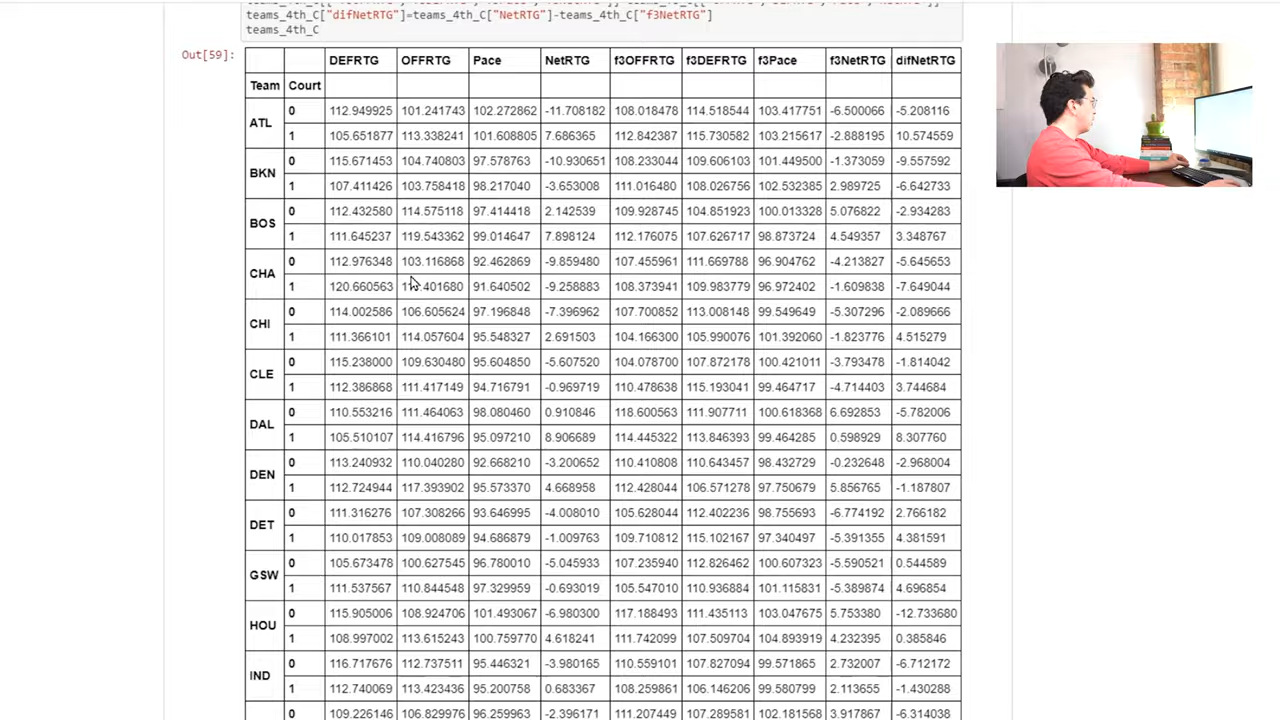 teams_4th_C["difNetRTG"]=teams_4th_C["NetRTG"]-teams_4th_C["f3NetRTG"]
teams_4th_C
Out[59]:
DEFRTG OFFRTG Pace NetRTG f3OFFRTG f3DEFRTG f3Pace f3NetRTG difNetRTG
Team Court
ATL 0 112.949925 101.241743 102.272862 -11.708182 108.018478 114.518544 103.417751 -6.500066 -5.208116
1 105.651877 113.338241 101.608805 7.686365 112.842387 115.730582 103.215617 -2.888195 10.574559
BKN 0 115.671453 104.740803 97.578763 -10.930651 108.233044 109.606103 101.449500 -1.373059 -9.557592
1 107.411426 103.758418 98.217040 -3.653008 111.016480 108.026756 102.532385 2.989725 -6.642733
BOS 0 112.432580 114.575118 97.414418 2.142539 109.928745 104.851923 100.013328 5.076822 -2.934283
1 111.645237 119.543362 99.014647 7.898124 112.176075 107.626717 98.873724 4.549357 3.348767
CHA 0 112.976348 103.116868 92.462869 -9.859480 107.455961 111.669788 96.904762 -4.213827 -5.645653
1 120.660563 91.640502 -9.258883 108.373941 109.983779 96.972402 -1.609838 -7.649044
CHI 0 114.002586 106.605624 97.196848 -7.396962 107.700852 113.008148 99.549649 -5.307296 -2.089666
1 111.366101 114.057604 95.548327 2.691503 104.166300 105.990076 101.392060 -1.823776 4.515279
CLE 0 115.238000 109.630480 95.604850 -5.607520 104.078700 107.872178 100.421011 -3.793478 -1.814042
1 112.386868 111.417149 94.716791 -0.969719 110.478638 115.193041 99.464717 -4.714403 3.744684
DAL 0 110.553216 111.464063 98.080460 0.910846 118.600563 111.907711 100.618368 6.692853 -5.782006
1 105.510107 114.416796 95.097210 8.906689 114.445322 113.846393 99.464285 0.598929 8.307760
DEN 0 113.240932 110.040280 92.668210 -3.200652 110.410808 110.643457 98.432729 -0.232648 -2.968004
1 112.724944 117.393902 95.573370 4.668958 112.428044 106.571278 97.750679 5.856765 -1.187807
DET 0 111.316276 107.308266 93.646995 -4.008010 105.628044 112.402236 98.755693 -6.774192 2.766182
1 110.017853 109.008089 94.686879 -1.009763 109.710812 115.102167 97.340497 -5.391355 4.381591
GSW 0 105.673478 100.627545 96.780010 -5.045933 107.235940 112.826462 100.607323 -5.590521 0.544589
1 111.537567 110.844548 97.329959 -0.693019 105.547010 110.936884 101.115831 -5.389874 4.696854
HOU 0 115.905006 108.924706 101.493067 -6.980300 117.188493 111.435113 103.047675 5.753380 -12.733680
1 108.997002 113.615243 100.759770 4.618241 111.742099 107.509704 104.893919 4.232395 0.385846
IND 0 116.717676 112.737511 95.446321 -3.980165 110.559101 107.827094 99.571865 2.732007 -6.712172
1 112.740069 113.423436 95.200758 0.683367 108.259861 106.146206 99.580799 2.113655 -1.430288
0 109.226146 106.829976 96.259963 -2.396171 111.207449 107.289581 102.181568 3.917867 -6.314038